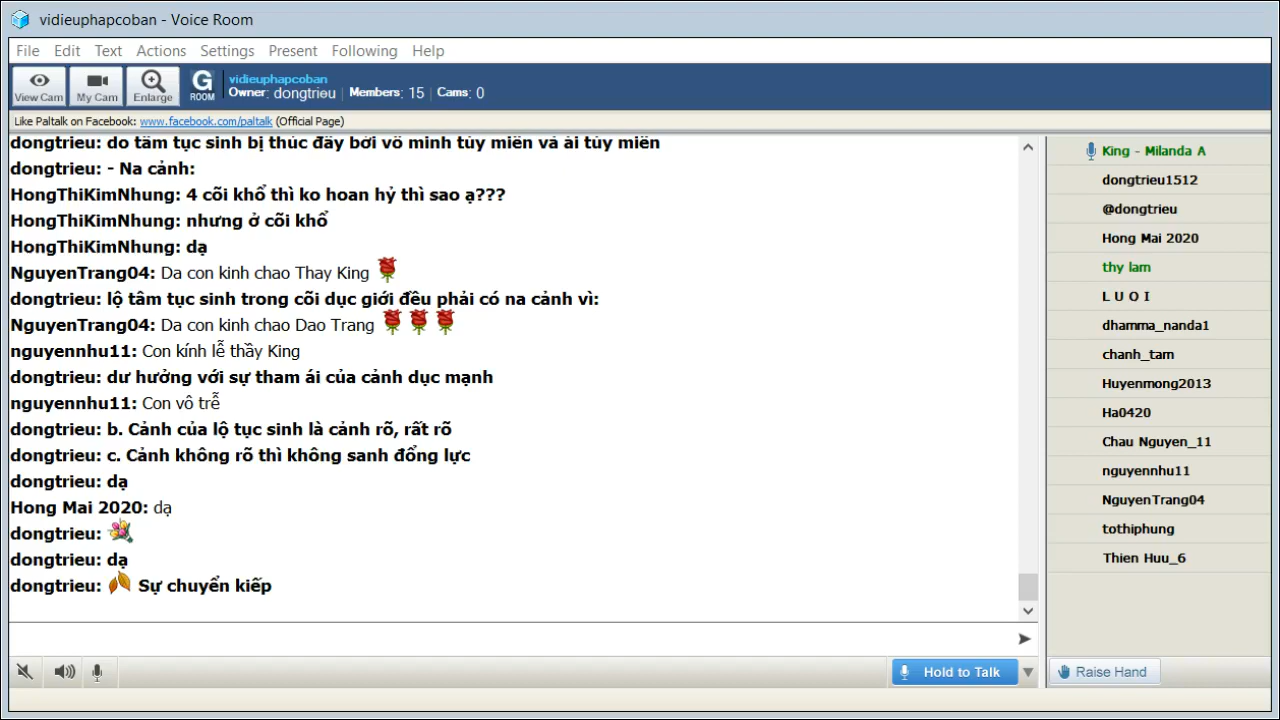 vidieuphapcoban - Voice Room
File Edit Text Actions Settings Present Following Help
View Cam My Cam Enlarge G ROOM
vidieuphapcoban
Owner: dongtrieu | Members: 15 | Cams: 0
Like Paltalk on Facebook: www.facebook.com/paltalk (Official Page)
dongtrieu: do tâm tục sinh bị thúc đẩy bởi vô minh tùy miên và ái tùy miên
dongtrieu: - Na cảnh:
HongThiKimNhung: 4 cõi khổ thì ko hoan hỷ thì sao ạ???
HongThiKimNhung: nhưng ở cõi khổ
HongThiKimNhung: dạ
NguyenTrang04: Da con kinh chao Thay King
dongtrieu: lộ tâm tục sinh trong cõi dục giới đều phải có na cảnh vì:
NguyenTrang04: Da con kinh chao Dao Trang
nguyennhu11: Con kính lễ thầy King
dongtrieu: dư hưởng với sự tham ái của cảnh dục mạnh
nguyennhu11: Con vô trễ
dongtrieu: b. Cảnh của lộ tục sinh là cảnh rõ, rất rõ
dongtrieu: c. Cảnh không rõ thì không sanh đổng lực
dongtrieu: dạ
Hong Mai 2020: dạ
dongtrieu:
dongtrieu: dạ
dongtrieu: Sự chuyển kiếp
King - Milanda A
dongtrieu1512
@dongtrieu
Hong Mai 2020
thy lam
L U O I
dhamma_nanda1
chanh_tam
Huyenmong2013
Ha0420
Chau Nguyen_11
nguyennhu11
NguyenTrang04
tothiphung
Thien Huu_6
Hold to Talk
Raise Hand